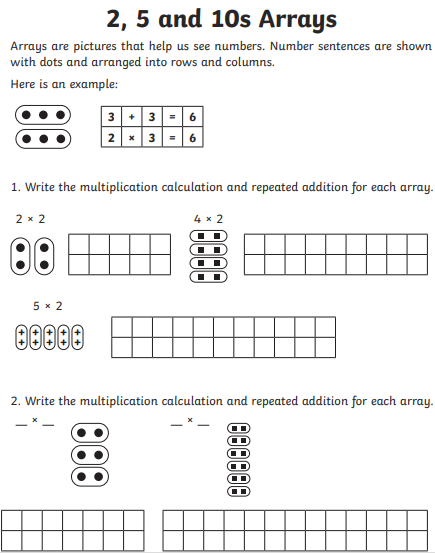 2, 5 and 10s Arrays
Arrays are pictures that help us see numbers. Number sentences are shown
with dots and arranged into rows and columns.
Here is an example:
3 + 3 = 6
2 × 3 = 6
1. Write the multiplication calculation and repeated addition for each array.
2 × 2
4 × 2
5 × 2
2. Write the multiplication calculation and repeated addition for each array.
__ × __
__ × __